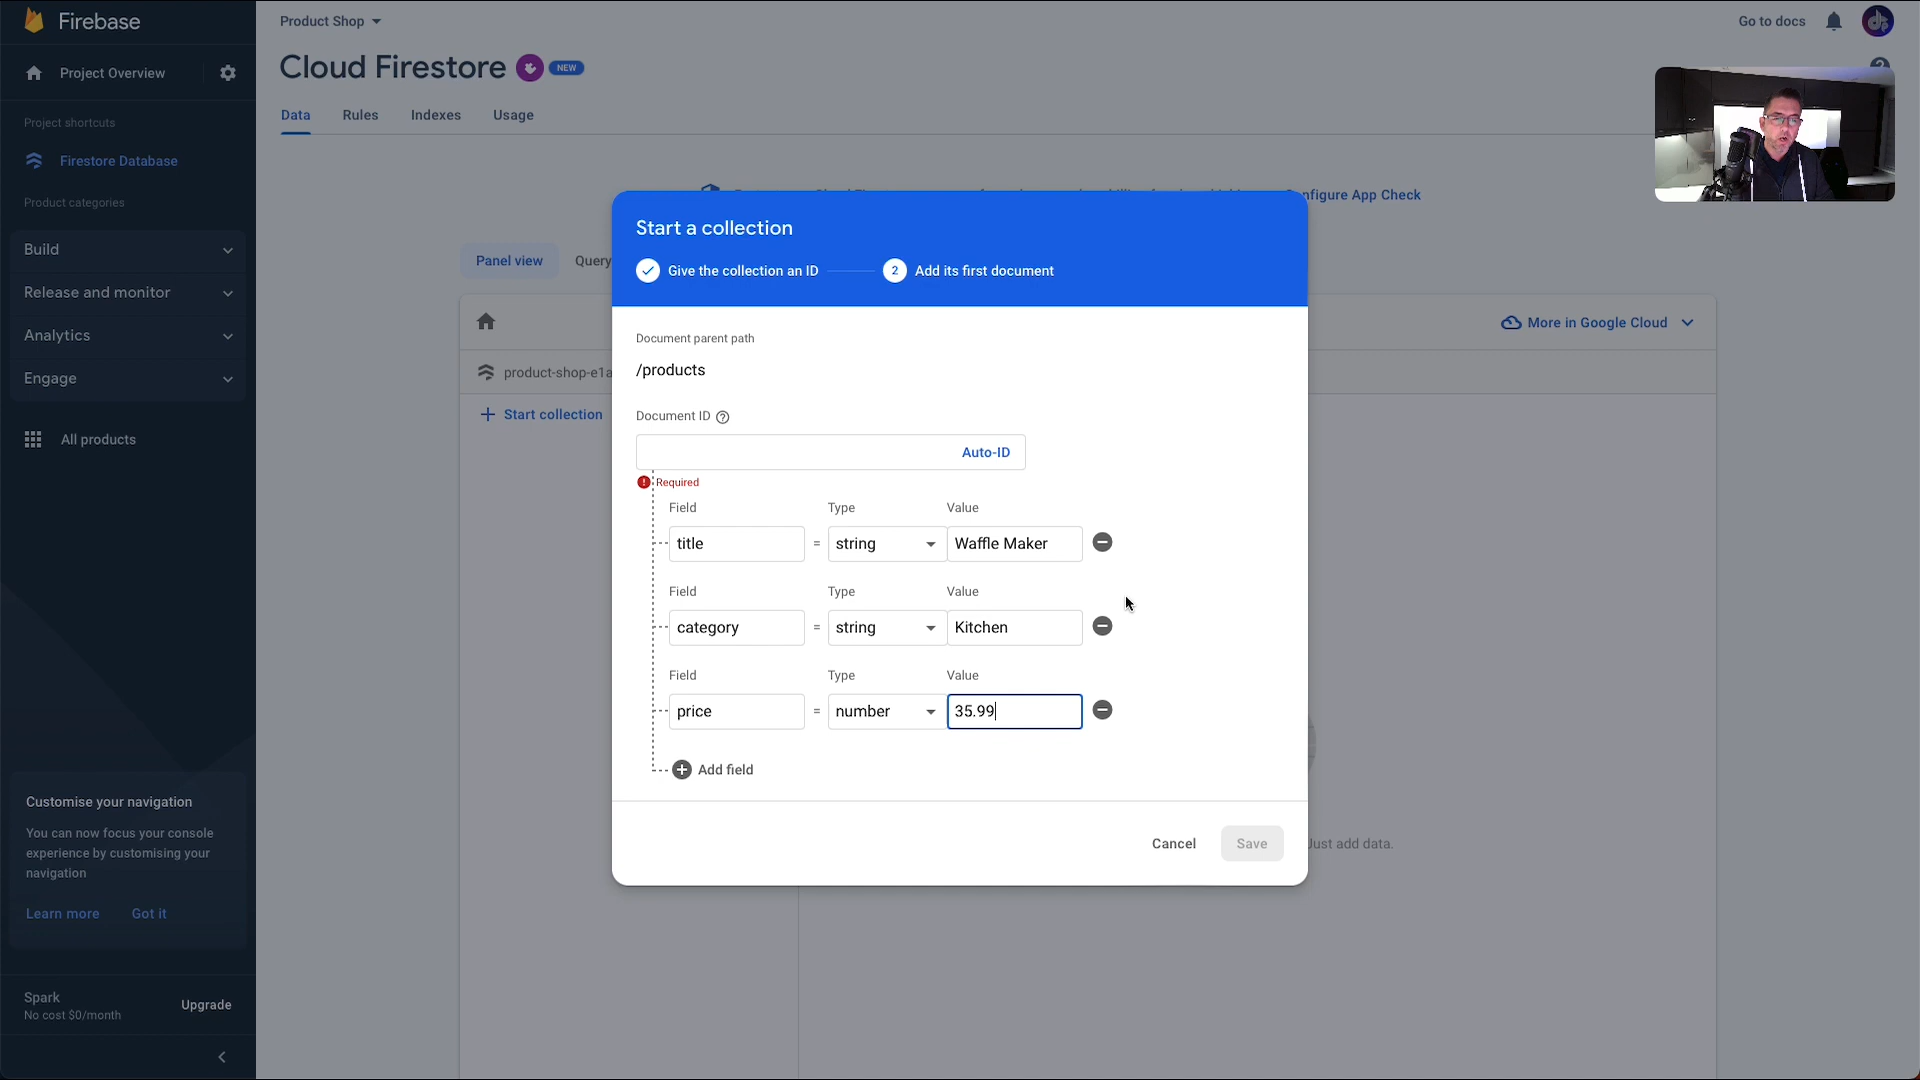 Firebase
Product Shop
Go to docs
Project Overview
Cloud Firestore
NEW
Data
Rules
Indexes
Usage
Project shortcuts
Firestore Database
Product categories
Build
Release and monitor
Analytics
Engage
All products
nfigure App Check
Panel view
Query
More in Google Cloud
product-shop-e1a
Start collection
Start a collection
Give the collection an ID
2
Add its first document
Document parent path
/products
Document ID
Auto-ID
Required
Field
Type
Value
title
=
string
Waffle Maker
Field
Type
Value
category
=
string
Kitchen
Field
Type
Value
price
=
number
35.99
Add field
Cancel
Save
Just add data.
Customise your navigation
You can now focus your console
experience by customising your
navigation
Learn more
Got it
Spark
No cost $0/month
Upgrade